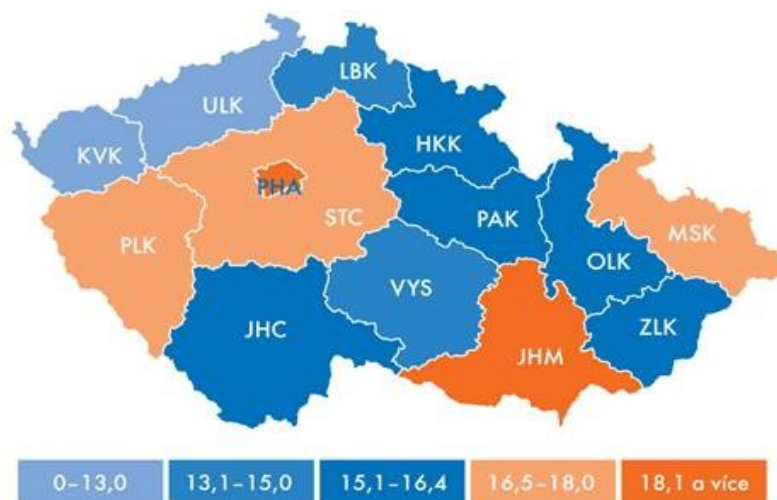 LBK
ULK
HKK
KVK
PHA
STC
PAK
PLK
MSK
OLK
VYS
ZLK
JHC
JHM
0–13,0
13,1–15,0
15,1–16,4
16,5–18,0
18,1 a více